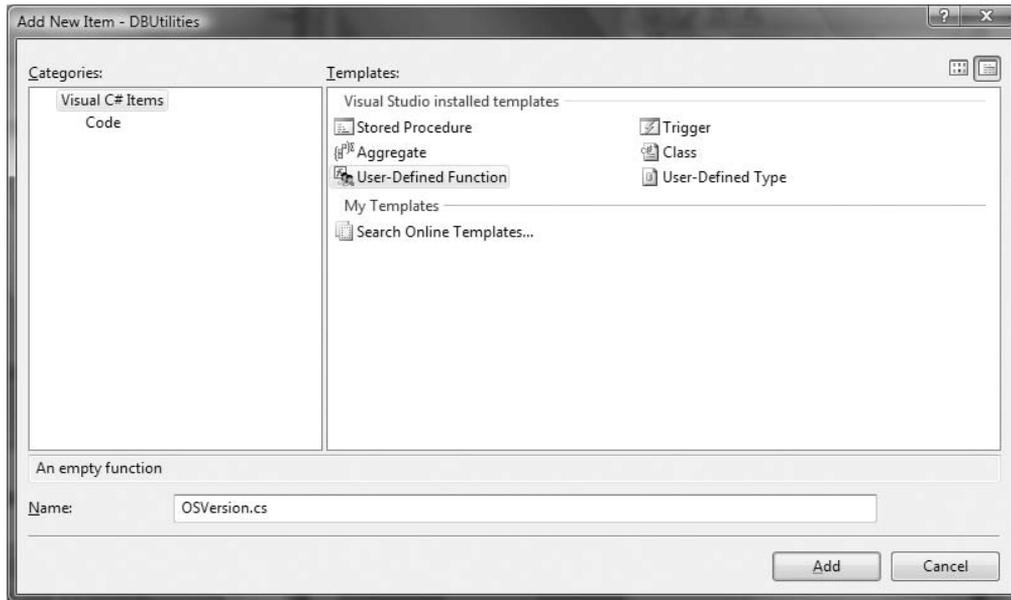 Add New Item - DBUtilities
Categories:
Templates:
Visual C# Items
Code
Visual Studio installed templates
Stored Procedure
Trigger
Aggregate
Class
User-Defined Function
User-Defined Type
My Templates
Search Online Templates...
An empty function
Name:
OSVersion.cs
Add
Cancel